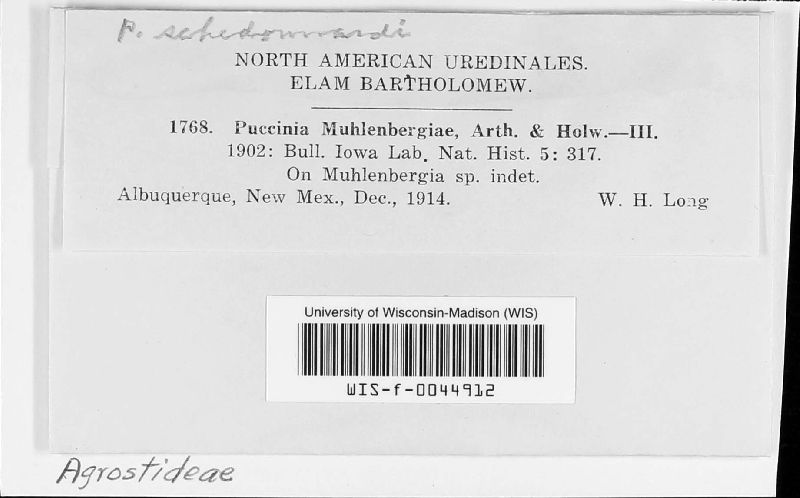 P. schedonnardi
NORTH AMERICAN UREDINALES.
ELAM BARTHOLOMEW.
1768. Puccinia Muhlenbergiae, Arth. & Holw.—III.
1902: Bull. Iowa Lab. Nat. Hist. 5: 317.
On Muhlenbergia sp. indet.
Albuquerque, New Mex., Dec., 1914. W. H. Long
University of Wisconsin-Madison (WIS)
WIS-f-0044912
Agrostideae